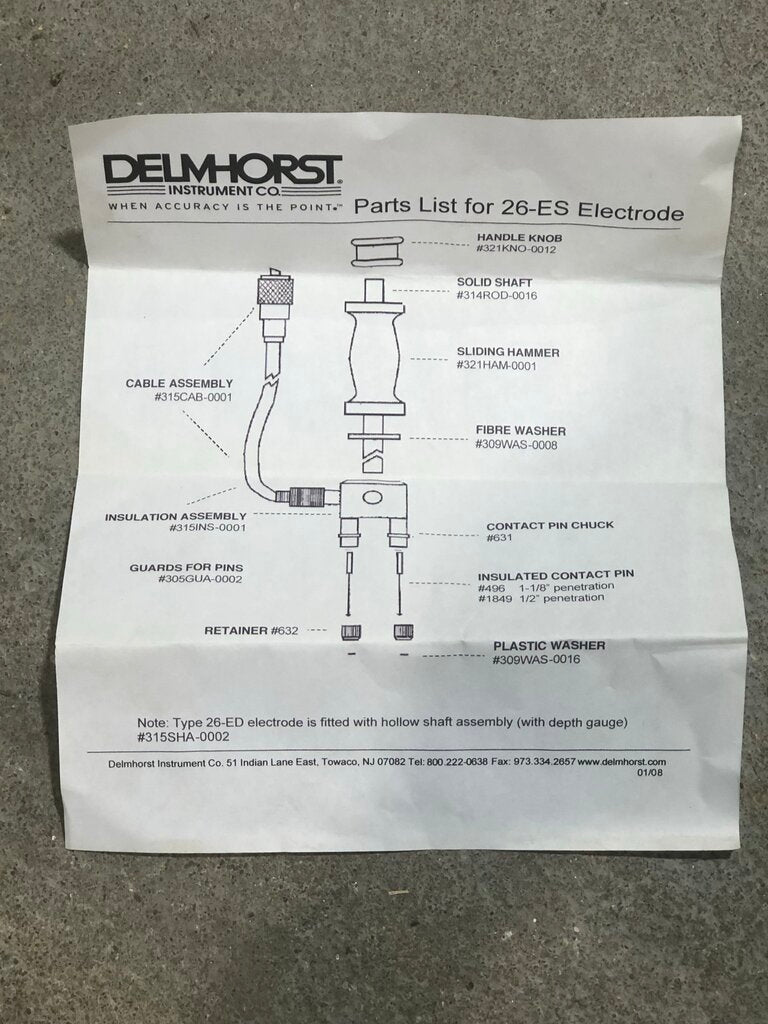 DELMHORST
INSTRUMENT CO.
WHEN ACCURACY IS THE POINT.™
Parts List for 26-ES Electrode
HANDLE KNOB
#321KNO-0012
SOLID SHAFT
#314ROD-0016
SLIDING HAMMER
#321HAM-0001
CABLE ASSEMBLY
#315CAB-0001
FIBRE WASHER
#309WAS-0008
INSULATION ASSEMBLY
#315INS-0001
CONTACT PIN CHUCK
#631
GUARDS FOR PINS
#305GUA-0002
INSULATED CONTACT PIN
#496 1-1/8" penetration
#1849 1/2" penetration
RETAINER #632
PLASTIC WASHER
#309WAS-0016
Note: Type 26-ED electrode is fitted with hollow shaft assembly (with depth gauge)
#315SHA-0002
Delmhorst Instrument Co. 51 Indian Lane East, Towaco, NJ 07082 Tel: 800.222-0638 Fax: 973.334.2657 www.delmhorst.com
01/08